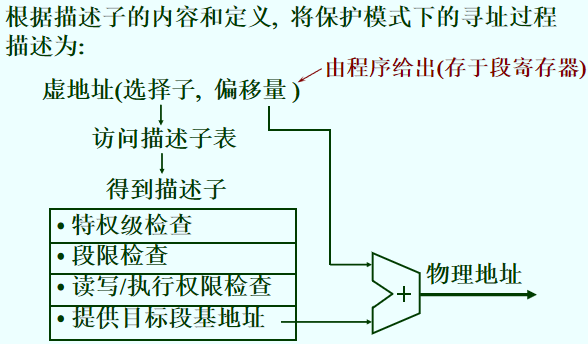 根据描述子的内容和定义, 将保护模式下的寻址过程
描述为:
由程序给出(存于段寄存器)
虚地址(选择子, 偏移量)
访问描述子表
得到描述子
• 特权级检查
• 段限检查
• 读写/执行权限检查
• 提供目标段基地址
+
物理地址